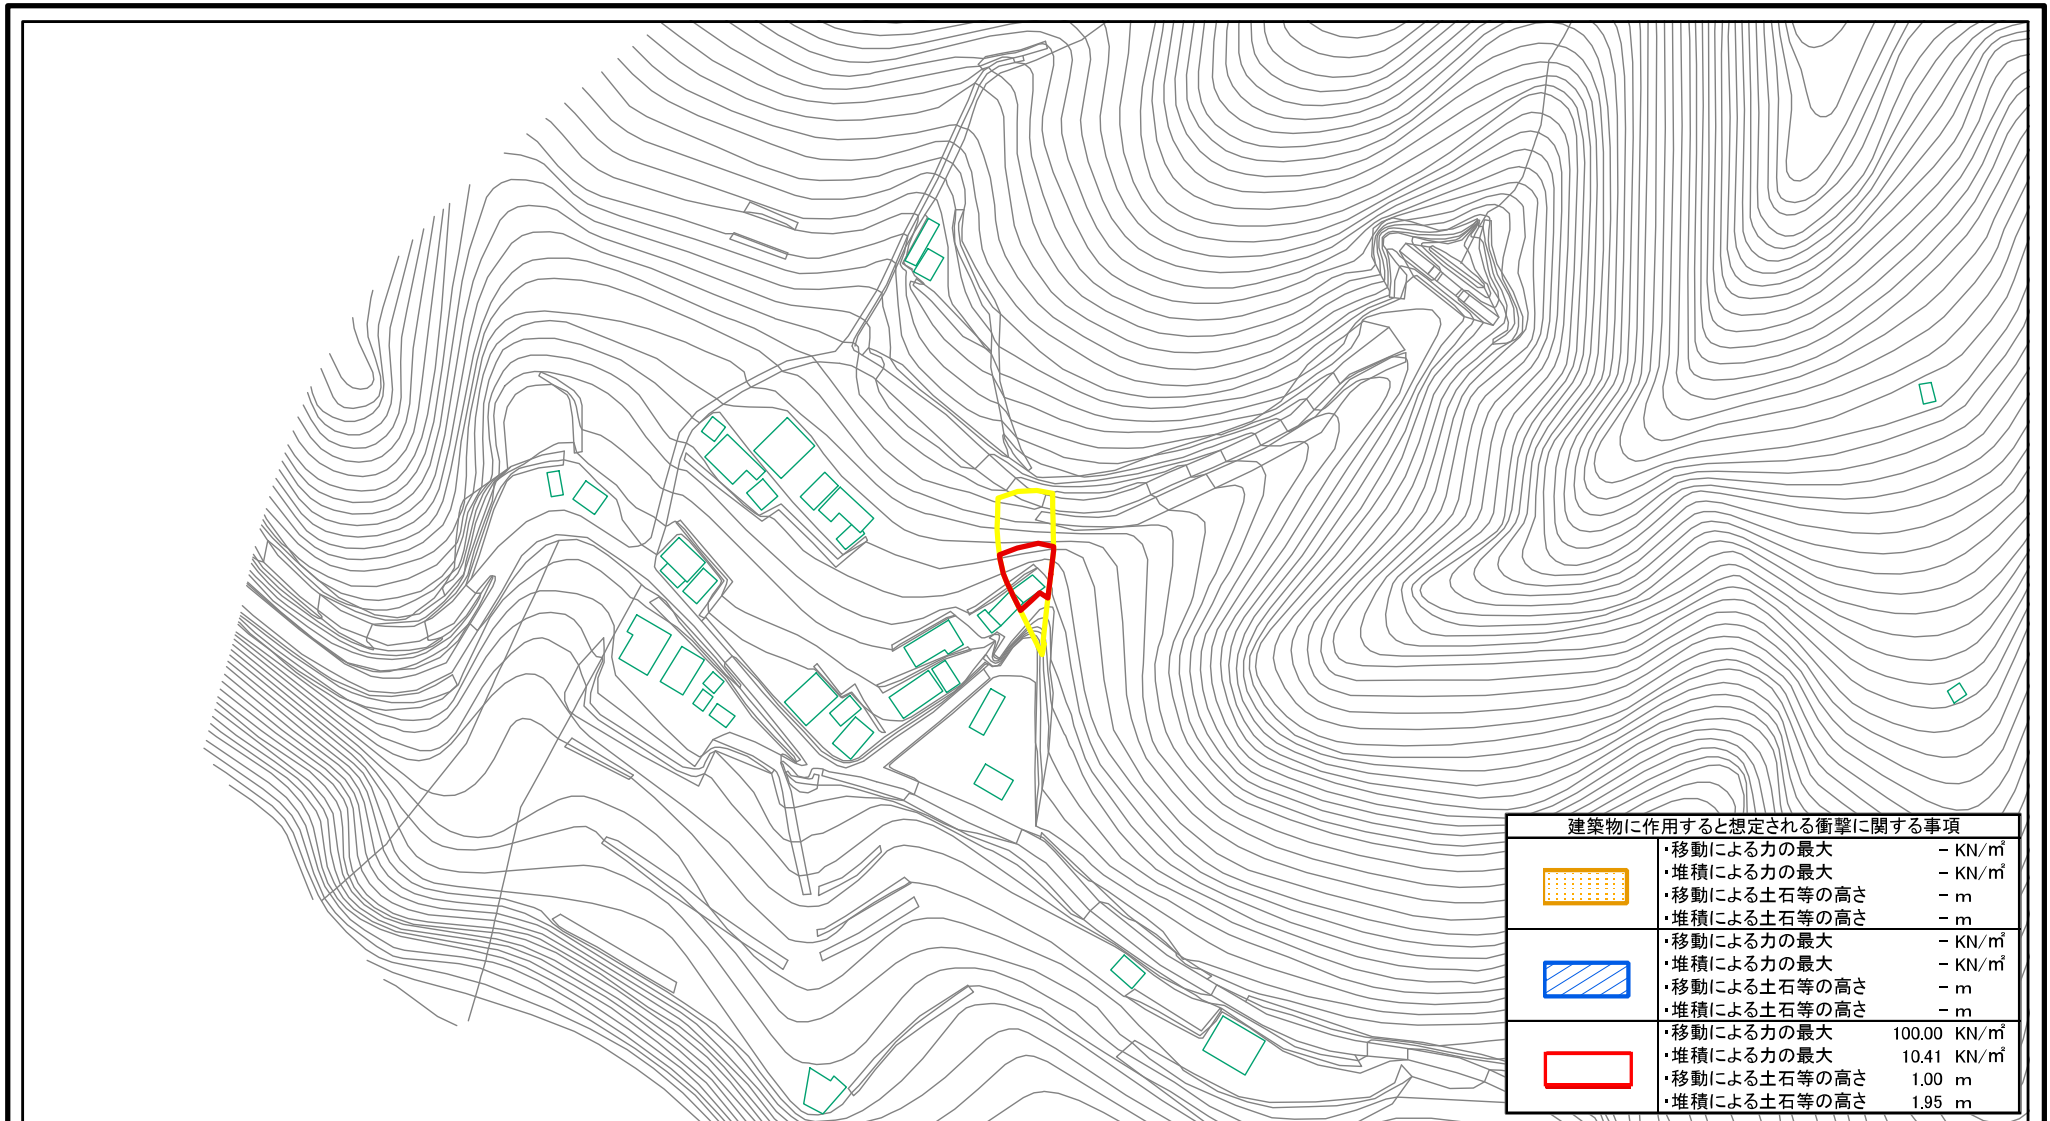 建築物に作用すると想定される衝撃に関する事項
・移動による力の最大 - KN/㎡
・堆積による力の最大 - KN/㎡
・移動による土石等の高さ - m
・堆積による土石等の高さ - m
・移動による力の最大 - KN/㎡
・堆積による力の最大 - KN/㎡
・移動による土石等の高さ - m
・堆積による土石等の高さ - m
・移動による力の最大 100.00 KN/㎡
・堆積による力の最大 10.41 KN/㎡
・移動による土石等の高さ 1.00 m
・堆積による土石等の高さ 1.95 m